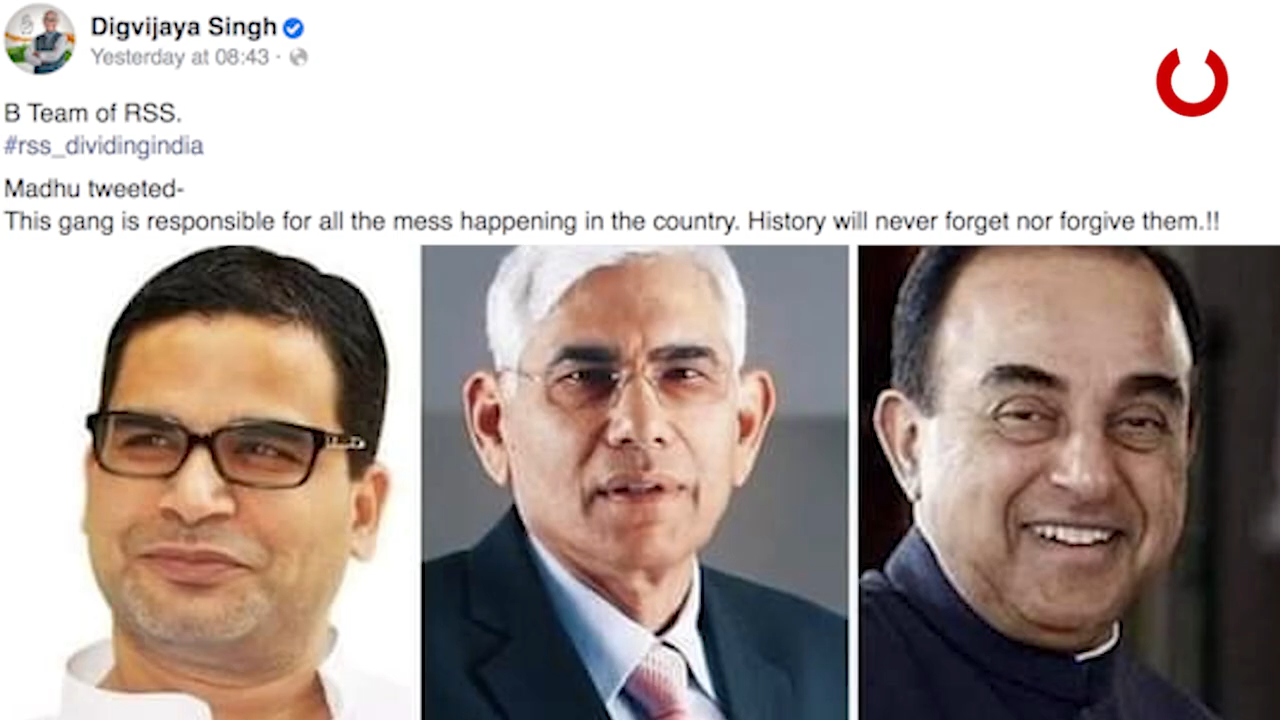 Digvijaya Singh
Yesterday at 08:43 ·
B Team of RSS.
#rss_dividingindia
Madhu tweeted-
This gang is responsible for all the mess happening in the country. History will never forget nor forgive them.!!